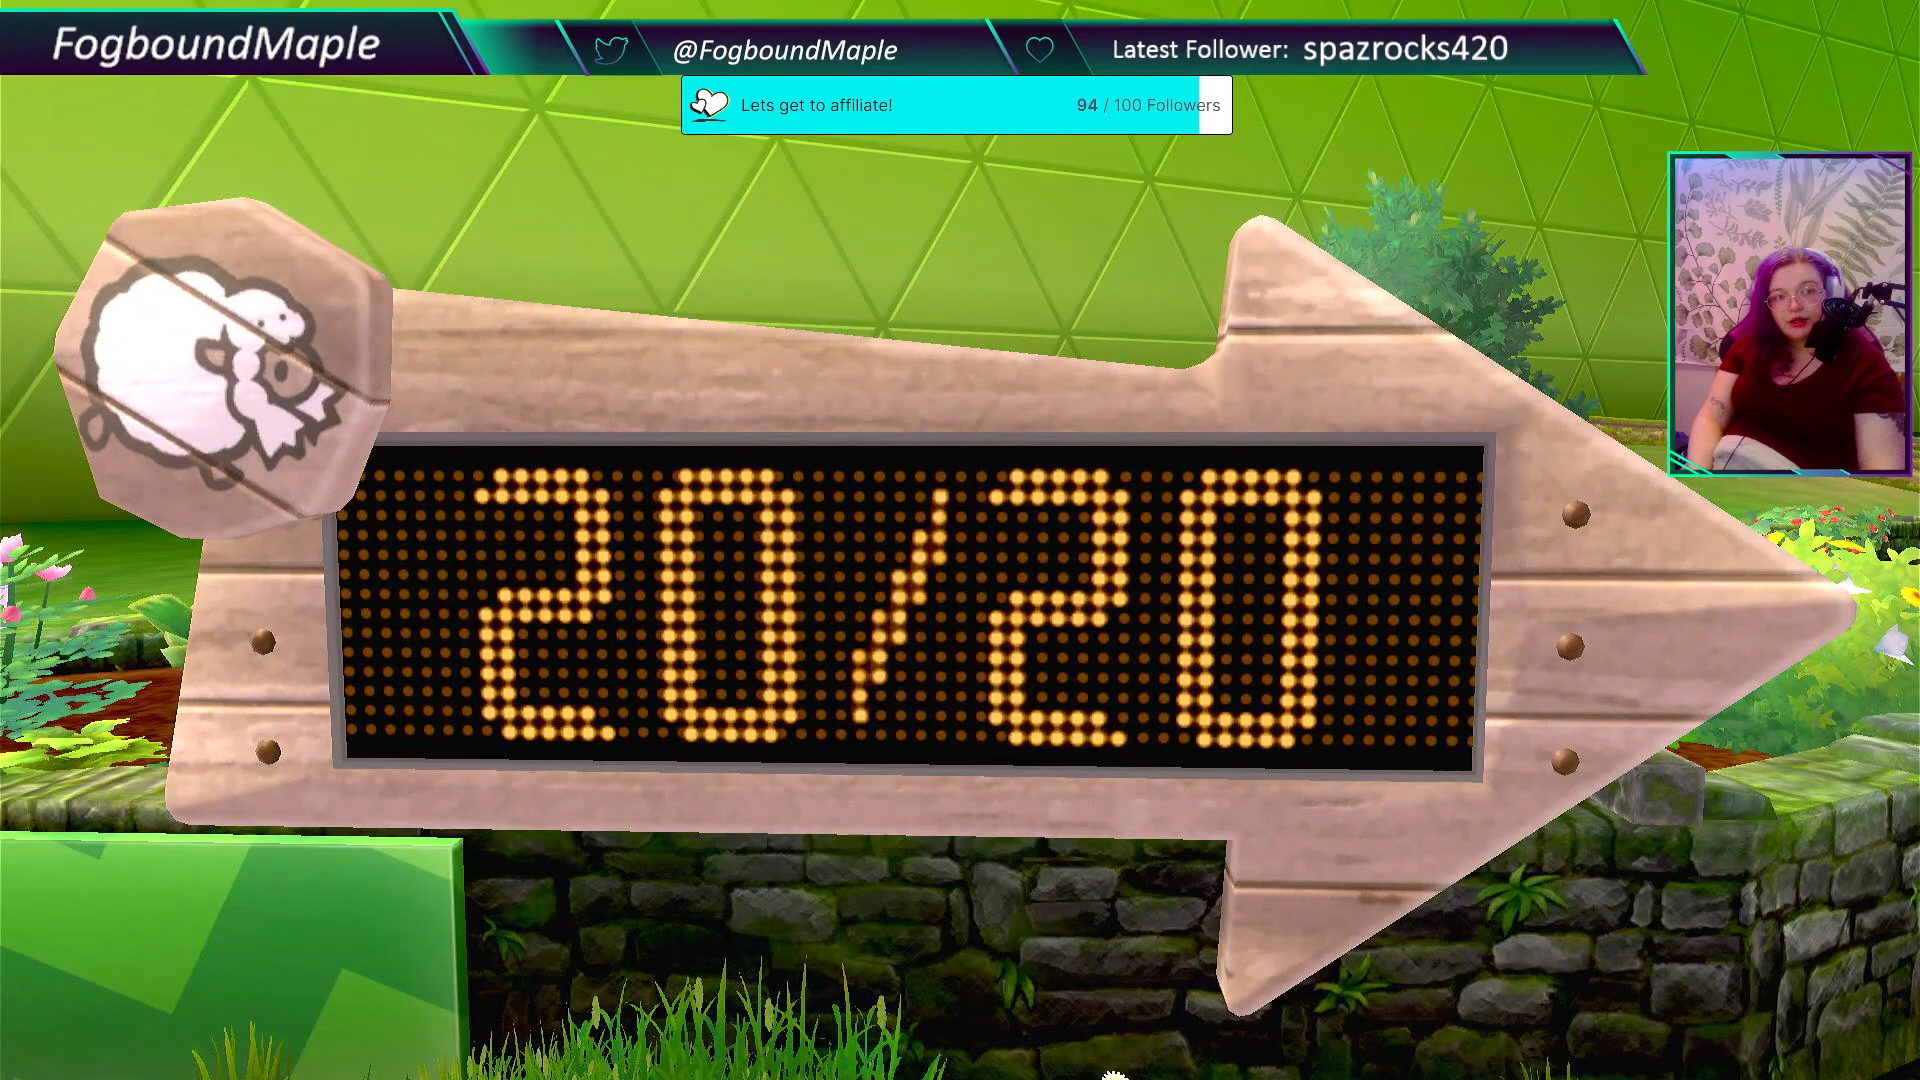 FogboundMaple
@FogboundMaple
Latest Follower: spazrocks420
Lets get to affiliate! 94 / 100 Followers
20/20